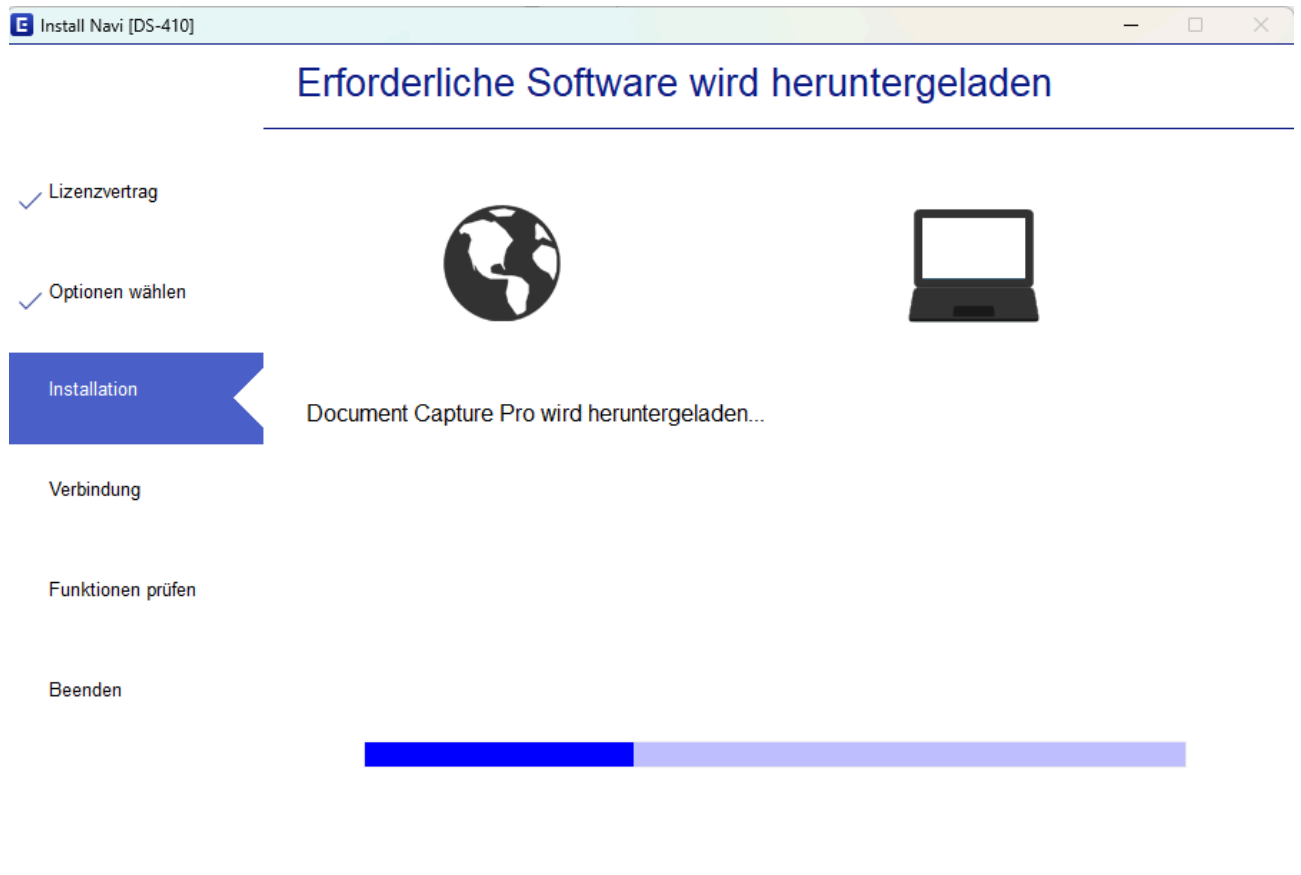 E Install Navi [DS-410]
Erforderliche Software wird heruntergeladen
Lizenzvertrag
Optionen wählen
Installation
Document Capture Pro wird heruntergeladen...
Verbindung
Funktionen prüfen
Beenden